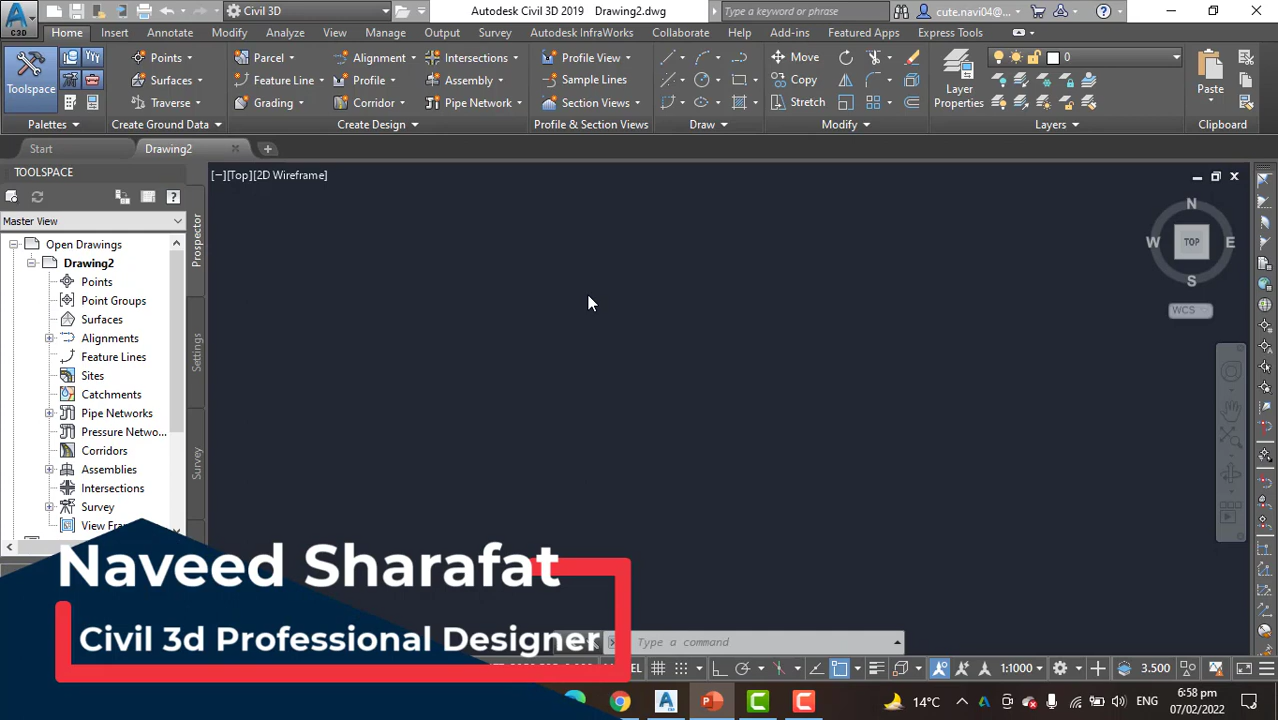 Civil 3D
Autodesk Civil 3D 2019 Drawing2.dwg
Type a keyword or phrase
cute.navi04@...
C3D
Home Insert Annotate Modify Analyze View Manage Output Survey Autodesk InfraWorks Collaborate Help Add-ins Featured Apps Express Tools
Toolspace
Points
Surfaces
Traverse
Parcel
Feature Line
Grading
Alignment
Profile
Corridor
Intersections
Assembly
Pipe Network
Profile View
Sample Lines
Section Views
Move
Copy
Stretch
Layer
Properties
0
Paste
Palettes Create Ground Data Create Design Profile & Section Views Draw Modify Layers Clipboard
Start Drawing2
TOOLSPACE
Master View
Open Drawings
Drawing2
Points
Point Groups
Surfaces
Alignments
Feature Lines
Sites
Catchments
Pipe Networks
Pressure Netwo...
Corridors
Assemblies
Intersections
Survey
View Fra
Prospector
Settings
Survey
[−][Top][2D Wireframe]
N
W TOP E
S
WCS
Naveed Sharafat
Civil 3d Professional Designer
Type a command
1:1000 3.500
14°C ENG
6:58 pm
07/02/2022